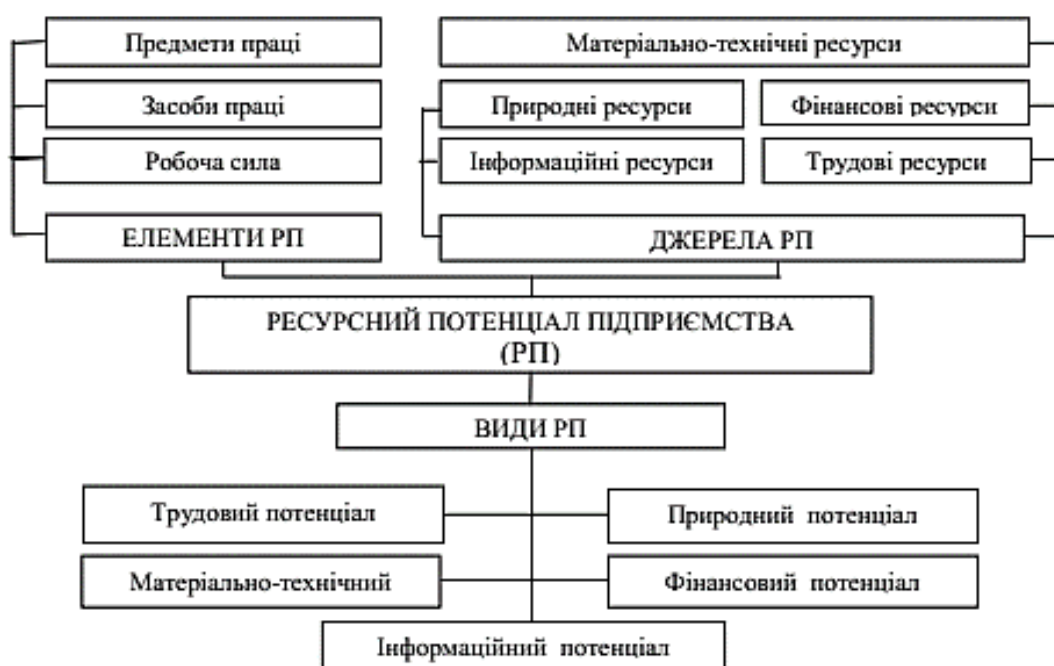 Предмети праці
Матеріально-технічні ресурси
Засоби праці
Природні ресурси
Фінансові ресурси
Робоча сила
Інформаційні ресурси
Трудові ресурси
ЕЛЕМЕНТИ РП
ДЖЕРЕЛА РП
РЕСУРСНИЙ ПОТЕНЦІАЛ ПІДПРИЄМСТВА
(РП)
ВИДИ РП
Трудовий потенціал
Природний потенціал
Матеріально-технічний
Фінансовий потенціал
Інформаційний потенціал